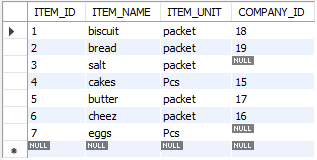 ITEM_ID ITEM_NAME ITEM_UNIT COMPANY_ID
1 biscuit packet 18
2 bread packet 19
3 salt packet NULL
4 cakes Pcs 15
5 butter packet 17
6 cheez packet 16
7 eggs Pcs NULL
NULL NULL NULL NULL